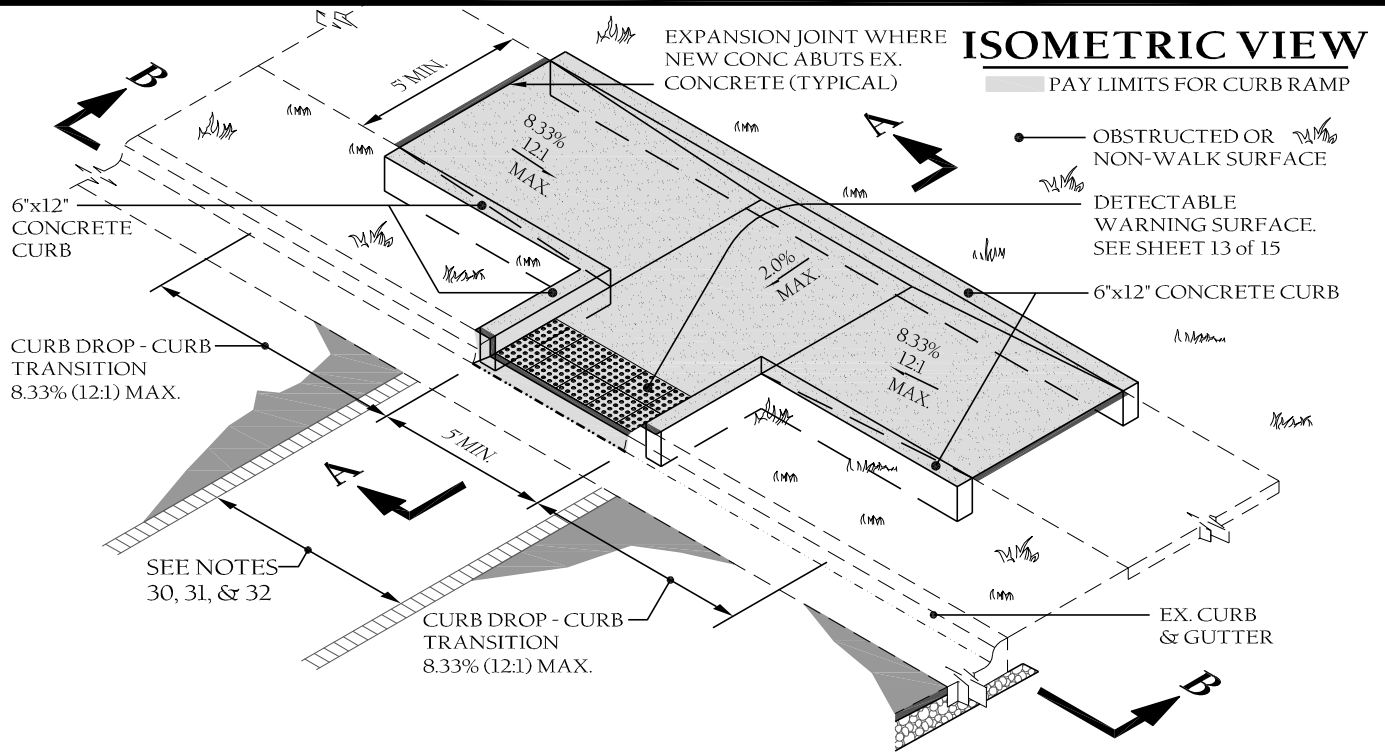 ISOMETRIC VIEW
PAY LIMITS FOR CURB RAMP
EXPANSION JOINT WHERE
NEW CONC ABUTS EX.
CONCRETE (TYPICAL)
5' MIN.
B
A
OBSTRUCTED OR
NON-WALK SURFACE
8.33%
12:1
MAX.
DETECTABLE
WARNING SURFACE.
SEE SHEET 13 of 15
6"x12"
CONCRETE
CURB
2.0%
MAX.
6"x12" CONCRETE CURB
CURB DROP - CURB
TRANSITION
8.33% (12:1) MAX.
8.33%
12:1
MAX.
5' MIN.
A
SEE NOTES
30, 31, & 32
CURB DROP - CURB
TRANSITION
8.33% (12:1) MAX.
EX. CURB
& GUTTER
B